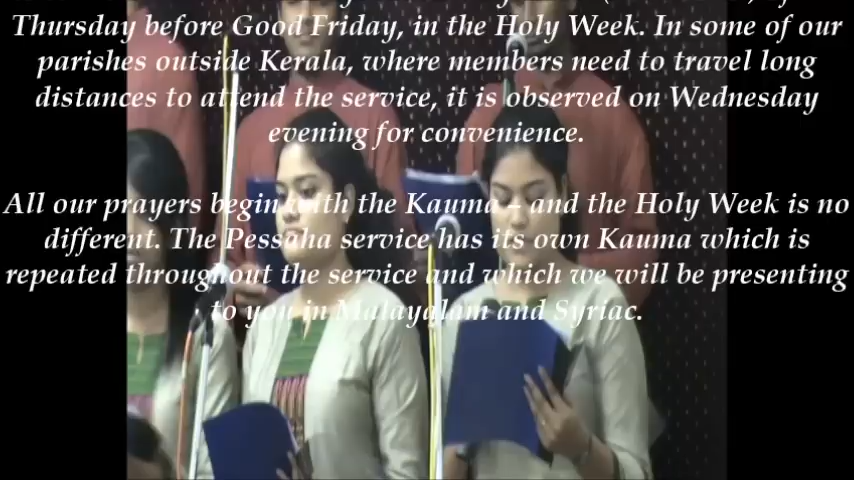 Thursday before Good Friday, in the Holy Week. In some of our
parishes outside Kerala, where members need to travel long
distances to attend the service, it is observed on Wednesday
evening for convenience.
All our prayers begin with the Kauma – and the Holy Week is no
different. The Pessaha service has its own Kauma which is
repeated throughout the service and which we will be presenting
to you in Malayalam and Syriac.